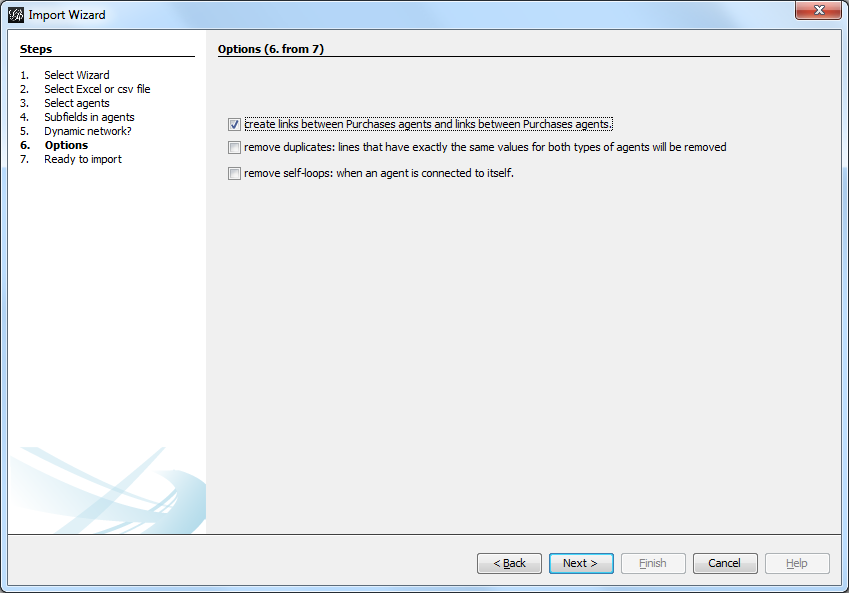 Import Wizard
Steps
1. Select Wizard
2. Select Excel or csv file
3. Select agents
4. Subfields in agents
5. Dynamic network?
6. Options
7. Ready to import
Options (6. from 7)
create links between Purchases agents and links between Purchases agents.
remove duplicates: lines that have exactly the same values for both types of agents will be removed
remove self-loops: when an agent is connected to itself.
< Back Next > Finish Cancel Help